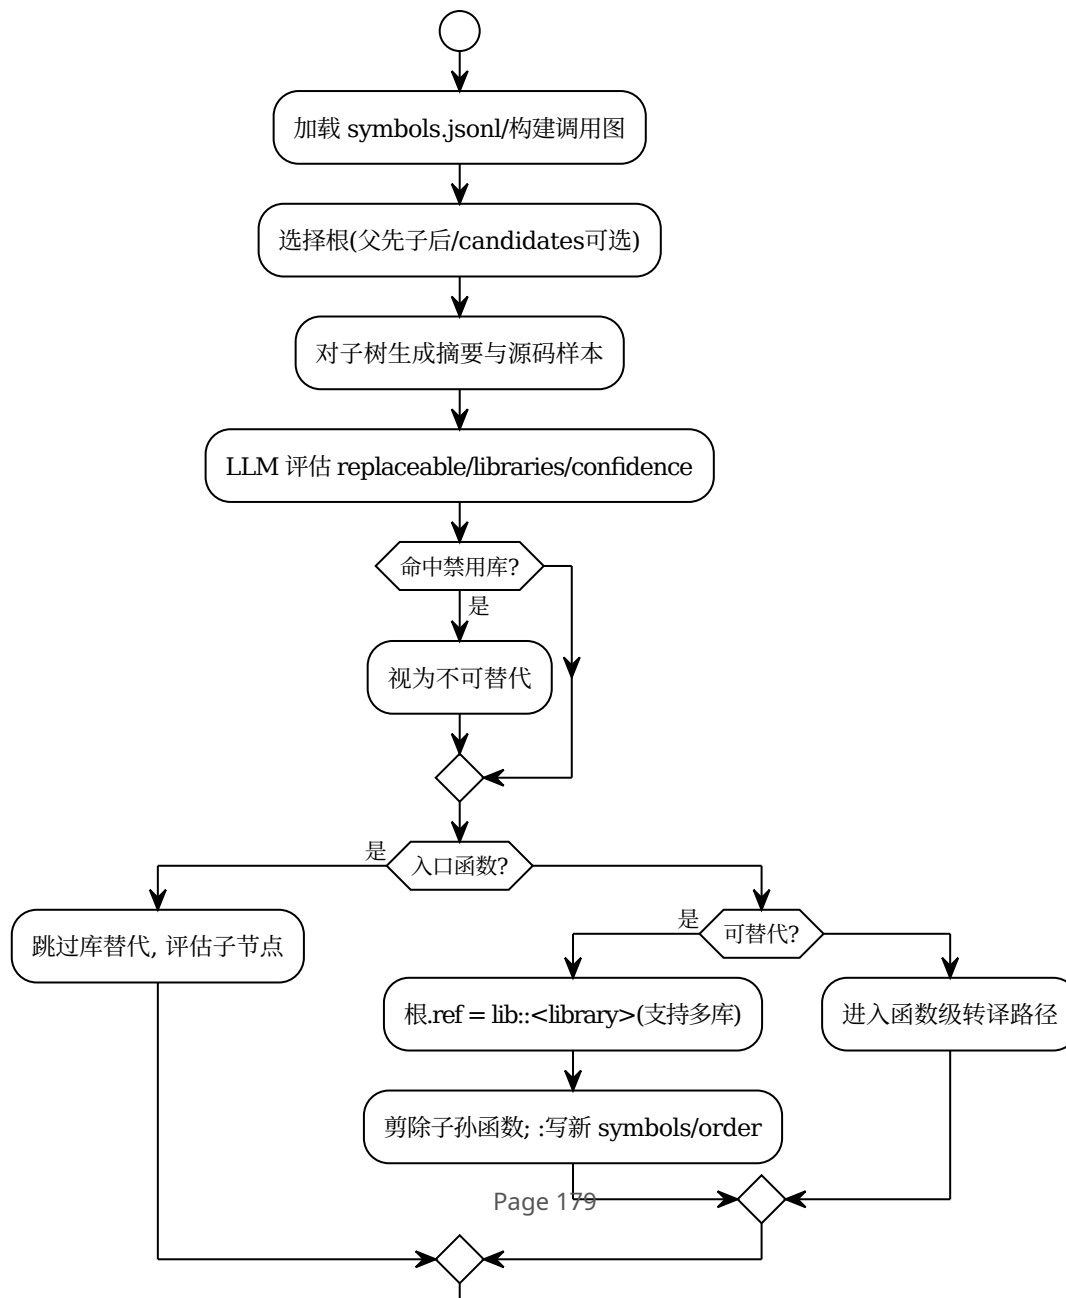 加载 symbols.jsonl/构建调用图
选择根(父先子后/candidates可选)
对子树生成摘要与源码样本
LLM 评估 replaceable/libraries/confidence
命中禁用库?
是
视为不可替代
是
入口函数?
跳过库替代, 评估子节点
是
可替代?
根.ref = lib::<library>(支持多库)
进入函数级转译路径
剪除子孙函数; :写新 symbols/order
Page 179